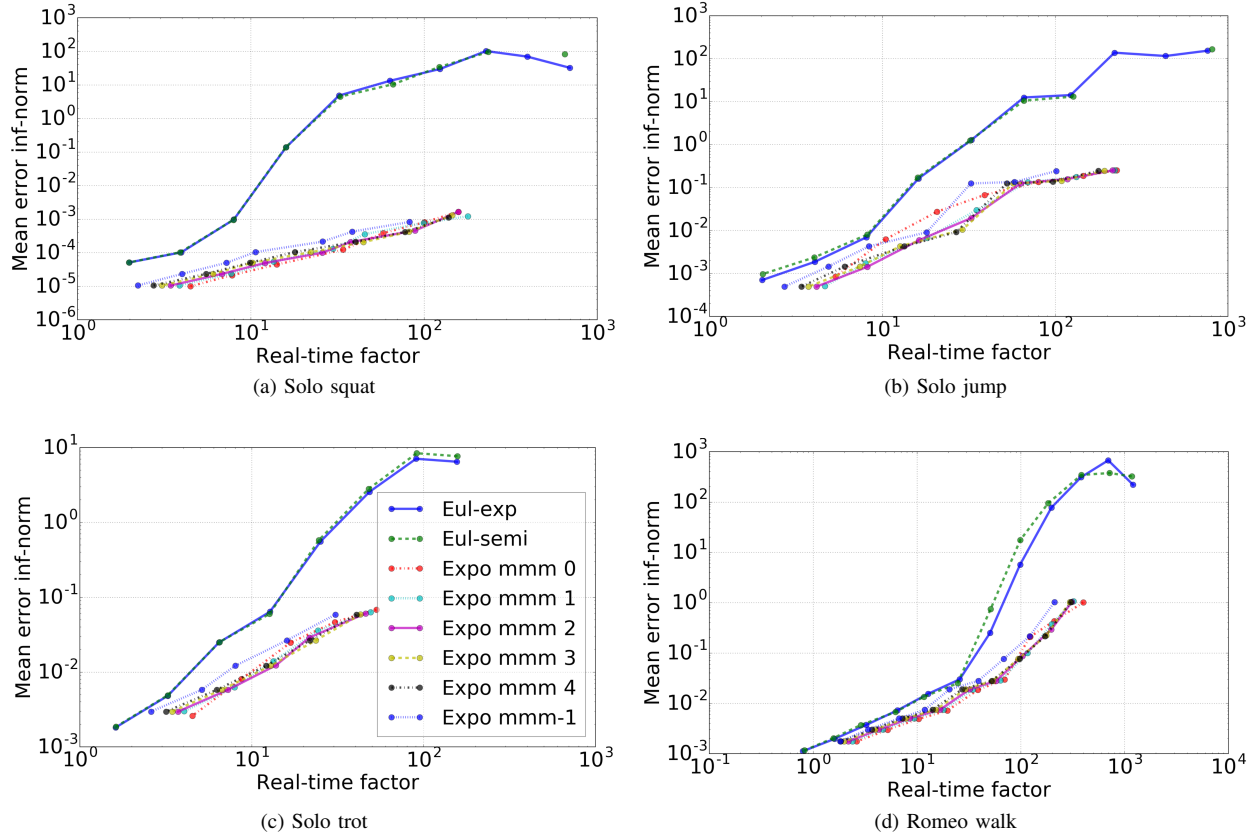 10^3
10^2
10^1
10^0
10^-1
10^-2
10^-3
10^-4
10^-5
10^-6
Mean error inf-norm
10^0
10^1
10^2
10^3
Real-time factor
(a) Solo squat
10^3
10^2
10^1
10^0
10^-1
10^-2
10^-3
10^-4
Mean error inf-norm
10^0
10^1
10^2
10^3
Real-time factor
(b) Solo jump
10^1
10^0
10^-1
10^-2
10^-3
Mean error inf-norm
Eul-exp
Eul-semi
Expo mmm 0
Expo mmm 1
Expo mmm 2
Expo mmm 3
Expo mmm 4
Expo mmm-1
10^0
10^1
10^2
10^3
Real-time factor
(c) Solo trot
10^3
10^2
10^1
10^0
10^-1
10^-2
10^-3
Mean error inf-norm
10^-1
10^0
10^1
10^2
10^3
10^4
Real-time factor
(d) Romeo walk